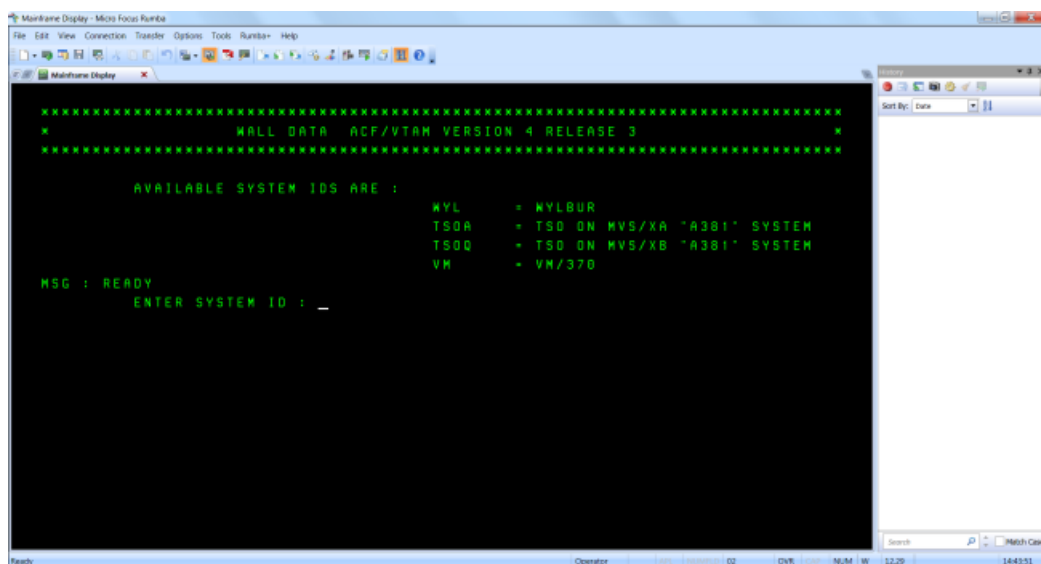 Mainframe Display - Micro Focus Rumba
File Edit View Connection Transfer Options Tools Rumba+ Help
Mainframe Display
History
Sort By: Date
*******************************************************************************
* WALL DATA ACF/VTAM VERSION 4 RELEASE 3 *
*******************************************************************************
AVAILABLE SYSTEM IDS ARE :
WYL = WYLBUR
TSOA = TSO ON MVS/XA "A381" SYSTEM
TSOQ = TSO ON MVS/XB "A381" SYSTEM
VM = VM/370
MSG : READY
ENTER SYSTEM ID : _
Search
Match Case
Ready
Operator 02 OVR NUM W 12,29 14:43:51